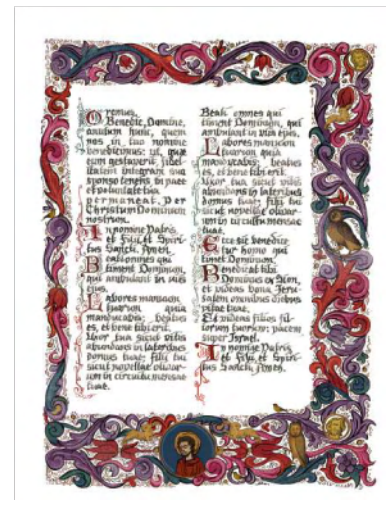 Oremus,
Benedic, Domine,
anulum hunc, quem
nos in tuo nomine
benedicimus: ut, quæ
eum gestaverit, fidel-
itatem integram suo
sponso tenens, in pace
et voluntate tua
permaneat. Per
Christum Dominum
nostrum.
In nomine Patris,
et Filii, et Spiri-
tus Sancti, Amen.
Beati omnes qui
timent Dominum,
qui ambulant in viis
ejus.
Labores manuum
tuarum quia
manducabis; beatus
es, et bene tibi erit.
Uxor tua sicut vitis
abundans in lateribus
domus tuae; filii tui
sicut novellae olivar-
um in circuitu mensae
tuae.
Beati omnes qui
timent Dominum, qui
ambulant in viis ejus.
Labores manuum
tuarum quia
manducabis; beatus
es, et bene tibi erit.
Uxor tua sicut vitis
abundans in lateribus
domus tuae; filii tui
sicut novellae olivar-
um in circuitu mensae
tuae.
Ecce sic benedice-
tur homo qui
timet Dominum.
Benedicat tibi
Dominus ex Sion,
et videas bona Jeru-
salem omnibus diebus
vitae tuae,
Et videas filios fil-
iorum tuorum: pacem
super Israel.
In nomine Patris,
et Filii, et Spiri-
tus Sancti, Amen.